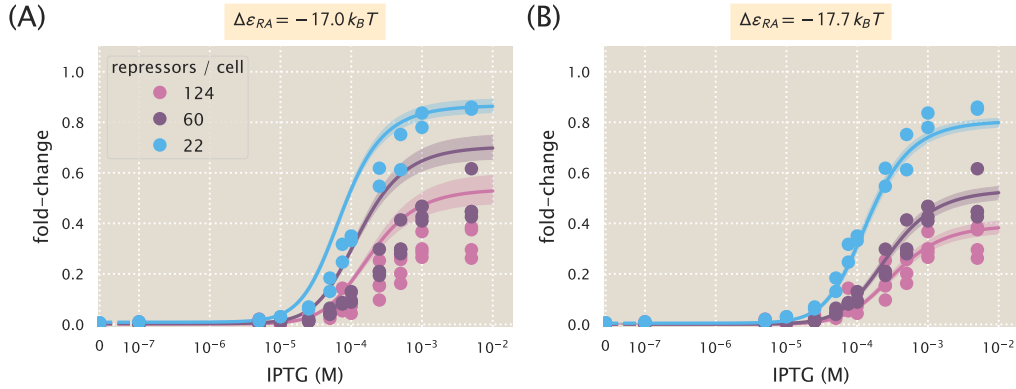 (A)
Δε_RA = −17.0 k_BT
fold−change
1.0
0.8
0.6
0.4
0.2
0.0
repressors / cell
124
60
22
0 10⁻⁷ 10⁻⁶ 10⁻⁵ 10⁻⁴ 10⁻³ 10⁻²
IPTG (M)
(B)
Δε_RA = −17.7 k_BT
fold−change
1.0
0.8
0.6
0.4
0.2
0.0
0 10⁻⁷ 10⁻⁶ 10⁻⁵ 10⁻⁴ 10⁻³ 10⁻²
IPTG (M)